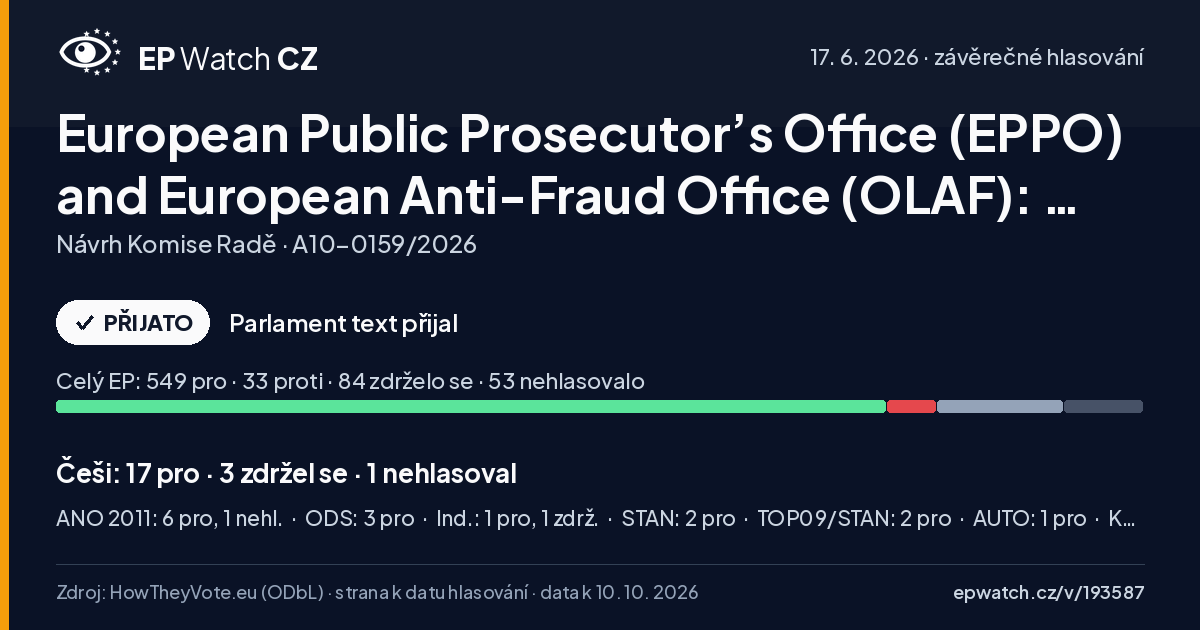 EP Watch CZ
17. 6. 2026 · závěrečné hlasování
European Public Prosecutor’s Office (EPPO)
and European Anti-Fraud Office (OLAF): …
Návrh Komise Radě · A10-0159/2026
✓ PŘIJATO
Parlament text přijal
Celý EP: 549 pro · 33 proti · 84 zdrželo se · 53 nehlasovalo
Češi: 17 pro · 3 zdržel se · 1 nehlasoval
ANO 2011: 6 pro, 1 nehl. · ODS: 3 pro · Ind.: 1 pro, 1 zdrž. · STAN: 2 pro · TOP09/STAN: 2 pro · AUTO: 1 pro · K…
Zdroj: HowTheyVote.eu (ODbL) · strana k datu hlasování · data k 10. 10. 2026
epwatch.cz/v/193587